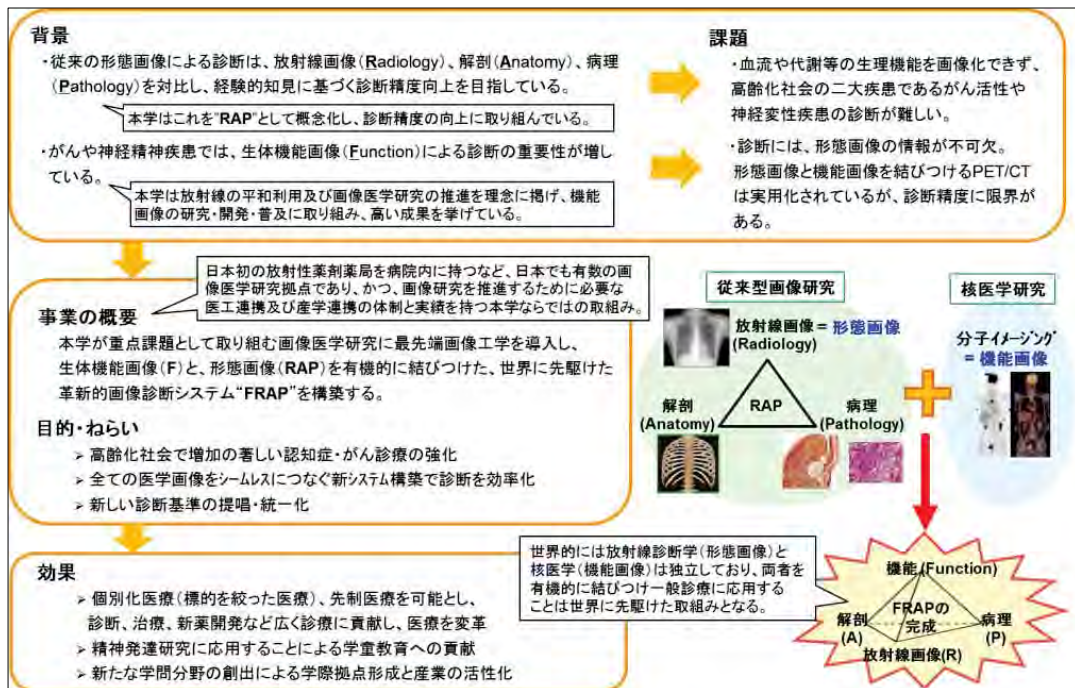 背景
・従来の形態画像による診断は、放射線画像(Radiology)、解剖(Anatomy)、病理
(Pathology)を対比し、経験的知見に基づく診断精度向上を目指している。
本学はこれを"RAP"として概念化し、診断精度の向上に取り組んでいる。
・がんや神経精神疾患では、生体機能画像(Function)による診断の重要性が増し
ている。
本学は放射線の平和利用及び画像医学研究の推進を理念に掲げ、機能
画像の研究・開発・普及に取り組み、高い成果を挙げている。
課題
・血流や代謝等の生理機能を画像化できず、
高齢化社会の二大疾患であるがん活性や
神経変性疾患の診断が難しい。
・診断には、形態画像の情報が不可欠。
形態画像と機能画像を結びつけるPET/CT
は実用化されているが、診断精度に限界が
ある。
日本初の放射性薬剤薬局を病院内に持つなど、日本でも有数の画
像医学研究拠点であり、かつ、画像研究を推進するために必要な
医工連携及び産学連携の体制と実績を持つ本学ならではの取組み。
事業の概要
本学が重点課題として取り組む画像医学研究に最先端画像工学を導入し、
生体機能画像(F)と、形態画像(RAP)を有機的に結びつけた、世界に先駆けた
革新的画像診断システム"FRAP"を構築する。
目的・ねらい
➢ 高齢化社会で増加の著しい認知症・がん診療の強化
➢ 全ての医学画像をシームレスにつなぐ新システム構築で診断を効率化
➢ 新しい診断基準の提唱・統一化
従来型画像研究
放射線画像=形態画像
(Radiology)
RAP
解剖
(Anatomy)
病理
(Pathology)
核医学研究
分子イメージング
=機能画像
効果
➢ 個別化医療(標的を絞った医療)、先制医療を可能とし、
診断、治療、新薬開発など広く診療に貢献し、医療を変革
➢ 精神発達研究に応用することによる学童教育への貢献
➢ 新たな学問分野の創出による学際拠点形成と産業の活性化
世界的には放射線診断学(形態画像)と
核医学(機能画像)は独立しており、両者を
有機的に結びつけ一般診療に応用する
ことは世界に先駆けた取組みとなる。
機能(Function)
FRAPの
完成
解剖
(A)
病理
(P)
放射線画像(R)